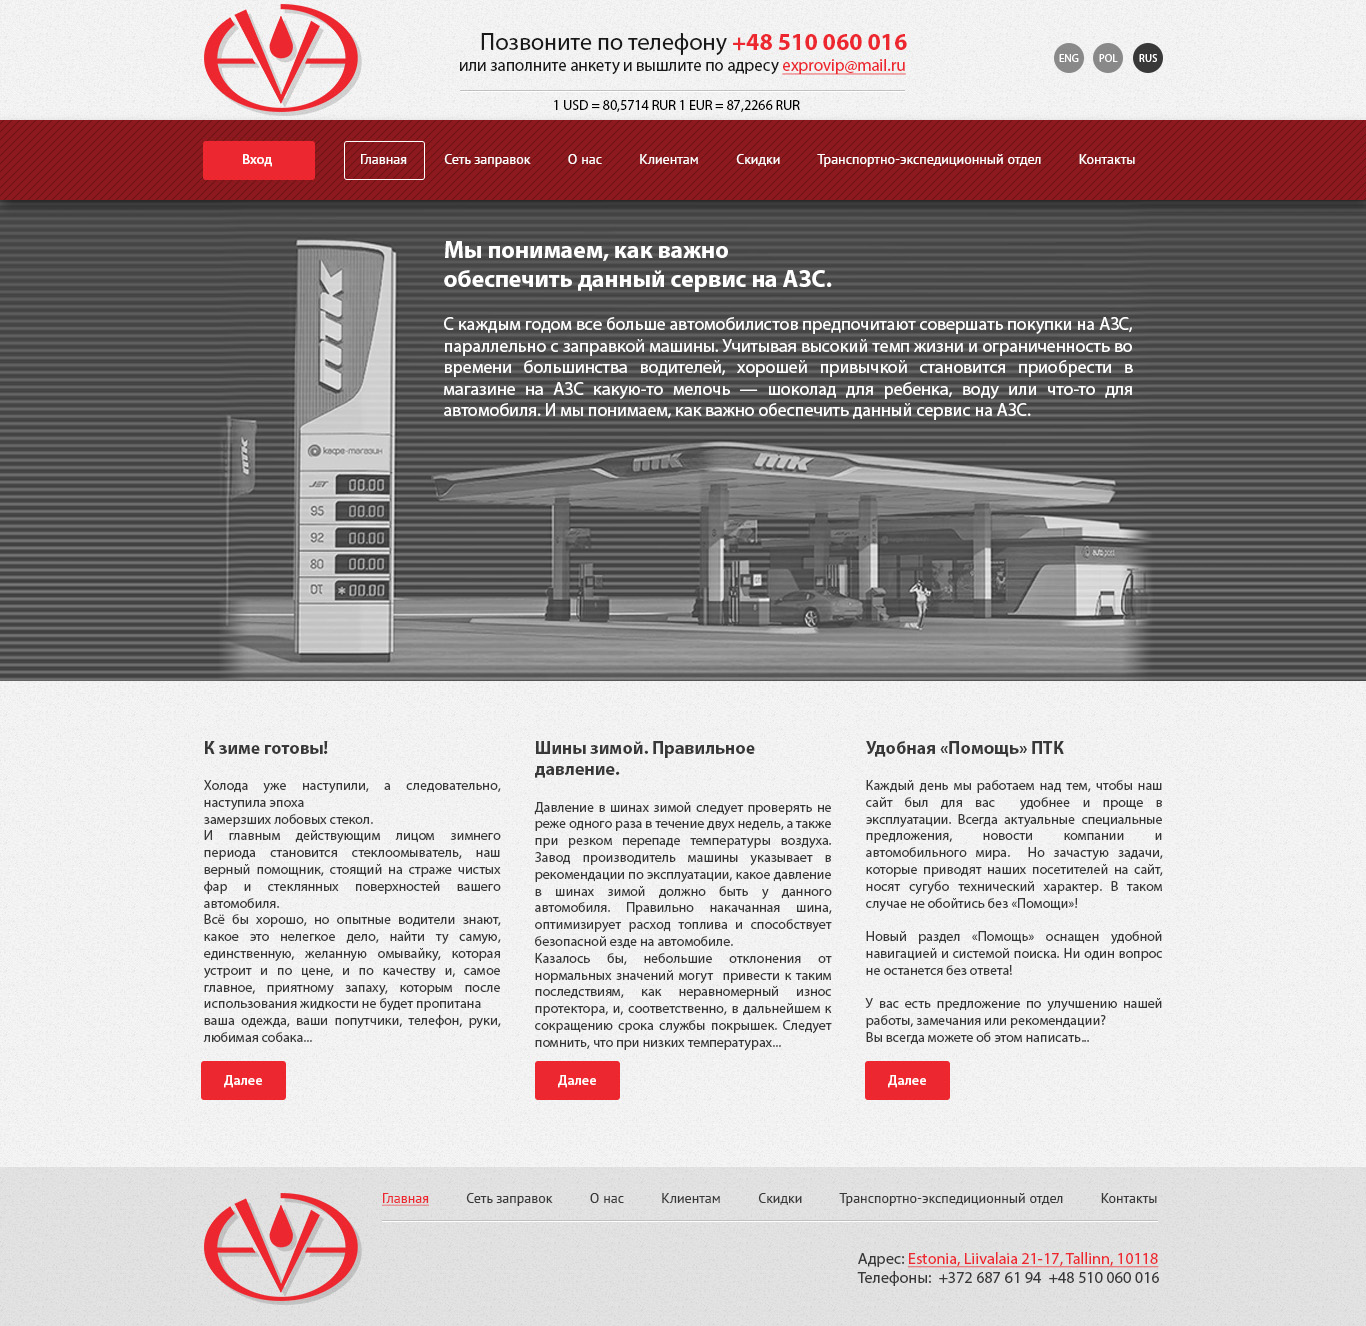 Позвоните по телефону +48 510 060 016
или заполните анкету и вышлите по адресу exprovip@mail.ru
1 USD = 80,5714 RUR 1 EUR = 87,2266 RUR
ENG POL RUS
Вход Главная Сеть заправок О нас Клиентам Скидки Транспортно-экспедиционный отдел Контакты
Мы понимаем, как важно
обеспечить данный сервис на АЗС.
С каждым годом все больше автомобилистов предпочитают совершать покупки на АЗС,
параллельно с заправкой машины. Учитывая высокий темп жизни и ограниченность во
времени большинства водителей, хорошей привычкой становится приобрести в
магазине на АЗС какую-то мелочь — шоколад для ребенка, воду или что-то для
автомобиля. И мы понимаем, как важно обеспечить данный сервис на АЗС.
ПТК
ПТК
кафе-магазин
JET 00.00
95 00.00
92 00.00
80 00.00
ДТ *00.00
ПТК ПТК
К зиме готовы!
Холода уже наступили, а следовательно,
наступила эпоха
замерзших лобовых стекол.
И главным действующим лицом зимнего
периода становится стеклоомыватель, наш
верный помощник, стоящий на страже чистых
фар и стеклянных поверхностей вашего
автомобиля.
Всё бы хорошо, но опытные водители знают,
какое это нелегкое дело, найти ту самую,
единственную, желанную омывайку, которая
устроит и по цене, и по качеству и, самое
главное, приятному запаху, которым после
использования жидкости не будет пропитана
ваша одежда, ваши попутчики, телефон, руки,
любимая собака...
Далее
Шины зимой. Правильное
давление.
Давление в шинах зимой следует проверять не
реже одного раза в течение двух недель, а также
при резком перепаде температуры воздуха.
Завод производитель машины указывает в
рекомендации по эксплуатации, какое давление
в шинах зимой должно быть у данного
автомобиля. Правильно накачанная шина,
оптимизирует расход топлива и способствует
безопасной езде на автомобиле.
Казалось бы, небольшие отклонения от
нормальных значений могут привести к таким
последствиям, как неравномерный износ
протектора, и, соответственно, в дальнейшем к
сокращению срока службы покрышек. Следует
помнить, что при низких температурах...
Далее
Удобная «Помощь» ПТК
Каждый день мы работаем над тем, чтобы наш
сайт был для вас удобнее и проще в
эксплуатации. Всегда актуальные специальные
предложения, новости компании и
автомобильного мира. Но зачастую задачи,
которые приводят наших посетителей на сайт,
носят сугубо технический характер. В таком
случае не обойтись без «Помощи»!
Новый раздел «Помощь» оснащен удобной
навигацией и системой поиска. Ни один вопрос
не останется без ответа!
У вас есть предложение по улучшению нашей
работы, замечания или рекомендации?
Вы всегда можете об этом написать...
Далее
Главная Сеть заправок О нас Клиентам Скидки Транспортно-экспедиционный отдел Контакты
Адрес: Estonia, Liivalaia 21-17, Tallinn, 10118
Телефоны: +372 687 61 94 +48 510 060 016